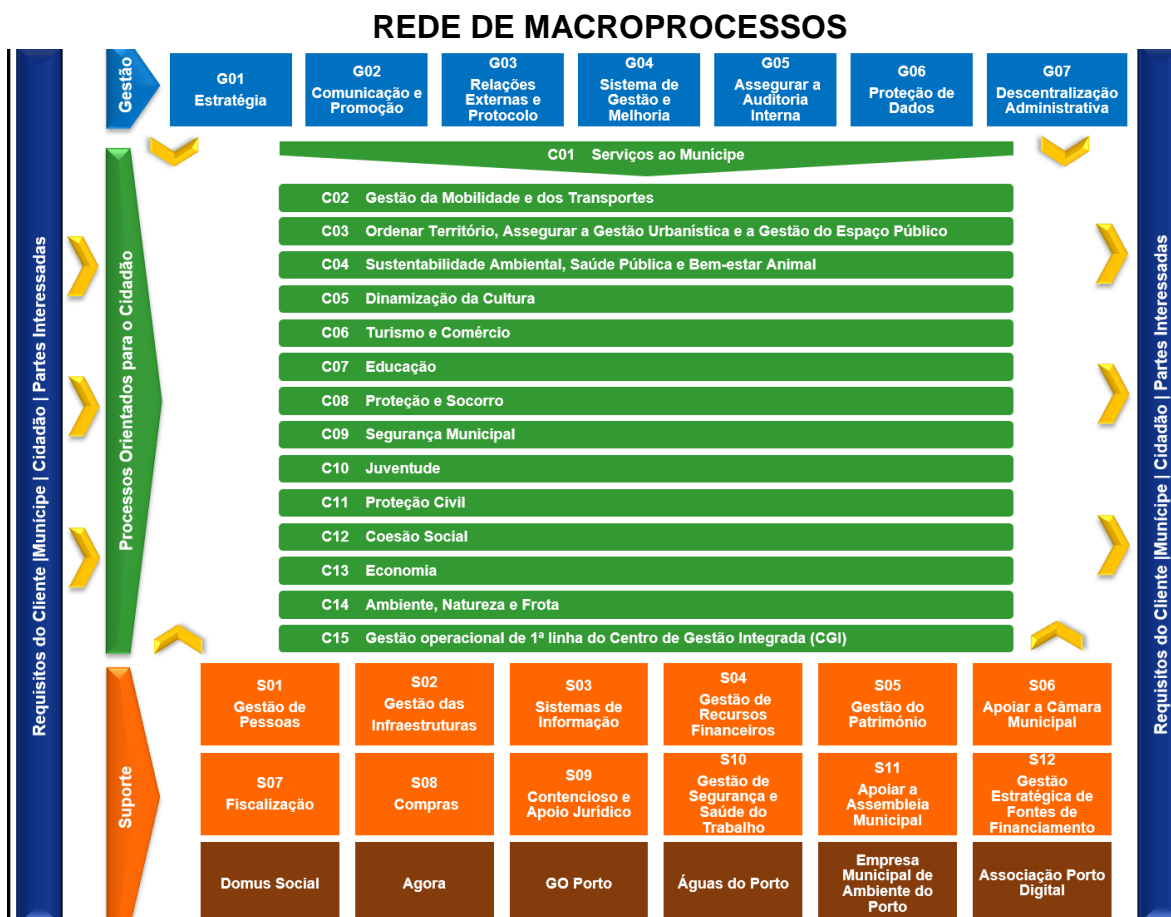 REDE DE MACROPROCESSOS
Requisitos do Cliente |Munícipe | Cidadão | Partes Interessadas
Gestão
G01
Estratégia
G02
Comunicação e
Promoção
G03
Relações
Externas e
Protocolo
G04
Sistema de
Gestão e
Melhoria
G05
Assegurar a
Auditoria
Interna
G06
Proteção de
Dados
G07
Descentralização
Administrativa
Processos Orientados para o Cidadão
C01 Serviços ao Munícipe
C02 Gestão da Mobilidade e dos Transportes
C03 Ordenar Território, Assegurar a Gestão Urbanística e a Gestão do Espaço Público
C04 Sustentabilidade Ambiental, Saúde Pública e Bem-estar Animal
C05 Dinamização da Cultura
C06 Turismo e Comércio
C07 Educação
C08 Proteção e Socorro
C09 Segurança Municipal
C10 Juventude
C11 Proteção Civil
C12 Coesão Social
C13 Economia
C14 Ambiente, Natureza e Frota
C15 Gestão operacional de 1ª linha do Centro de Gestão Integrada (CGI)
Suporte
S01
Gestão de
Pessoas
S02
Gestão das
Infraestruturas
S03
Sistemas de
Informação
S04
Gestão de
Recursos
Financeiros
S05
Gestão do
Património
S06
Apoiar a Câmara
Municipal
S07
Fiscalização
S08
Compras
S09
Contencioso e
Apoio Jurídico
S10
Gestão de
Segurança e
Saúde do
Trabalho
S11
Apoiar a
Assembleia
Municipal
S12
Gestão
Estratégica de
Fontes de
Financiamento
Domus Social
Agora
GO Porto
Águas do Porto
Empresa
Municipal de
Ambiente do
Porto
Associação Porto
Digital
Requisitos do Cliente |Munícipe | Cidadão | Partes Interessadas